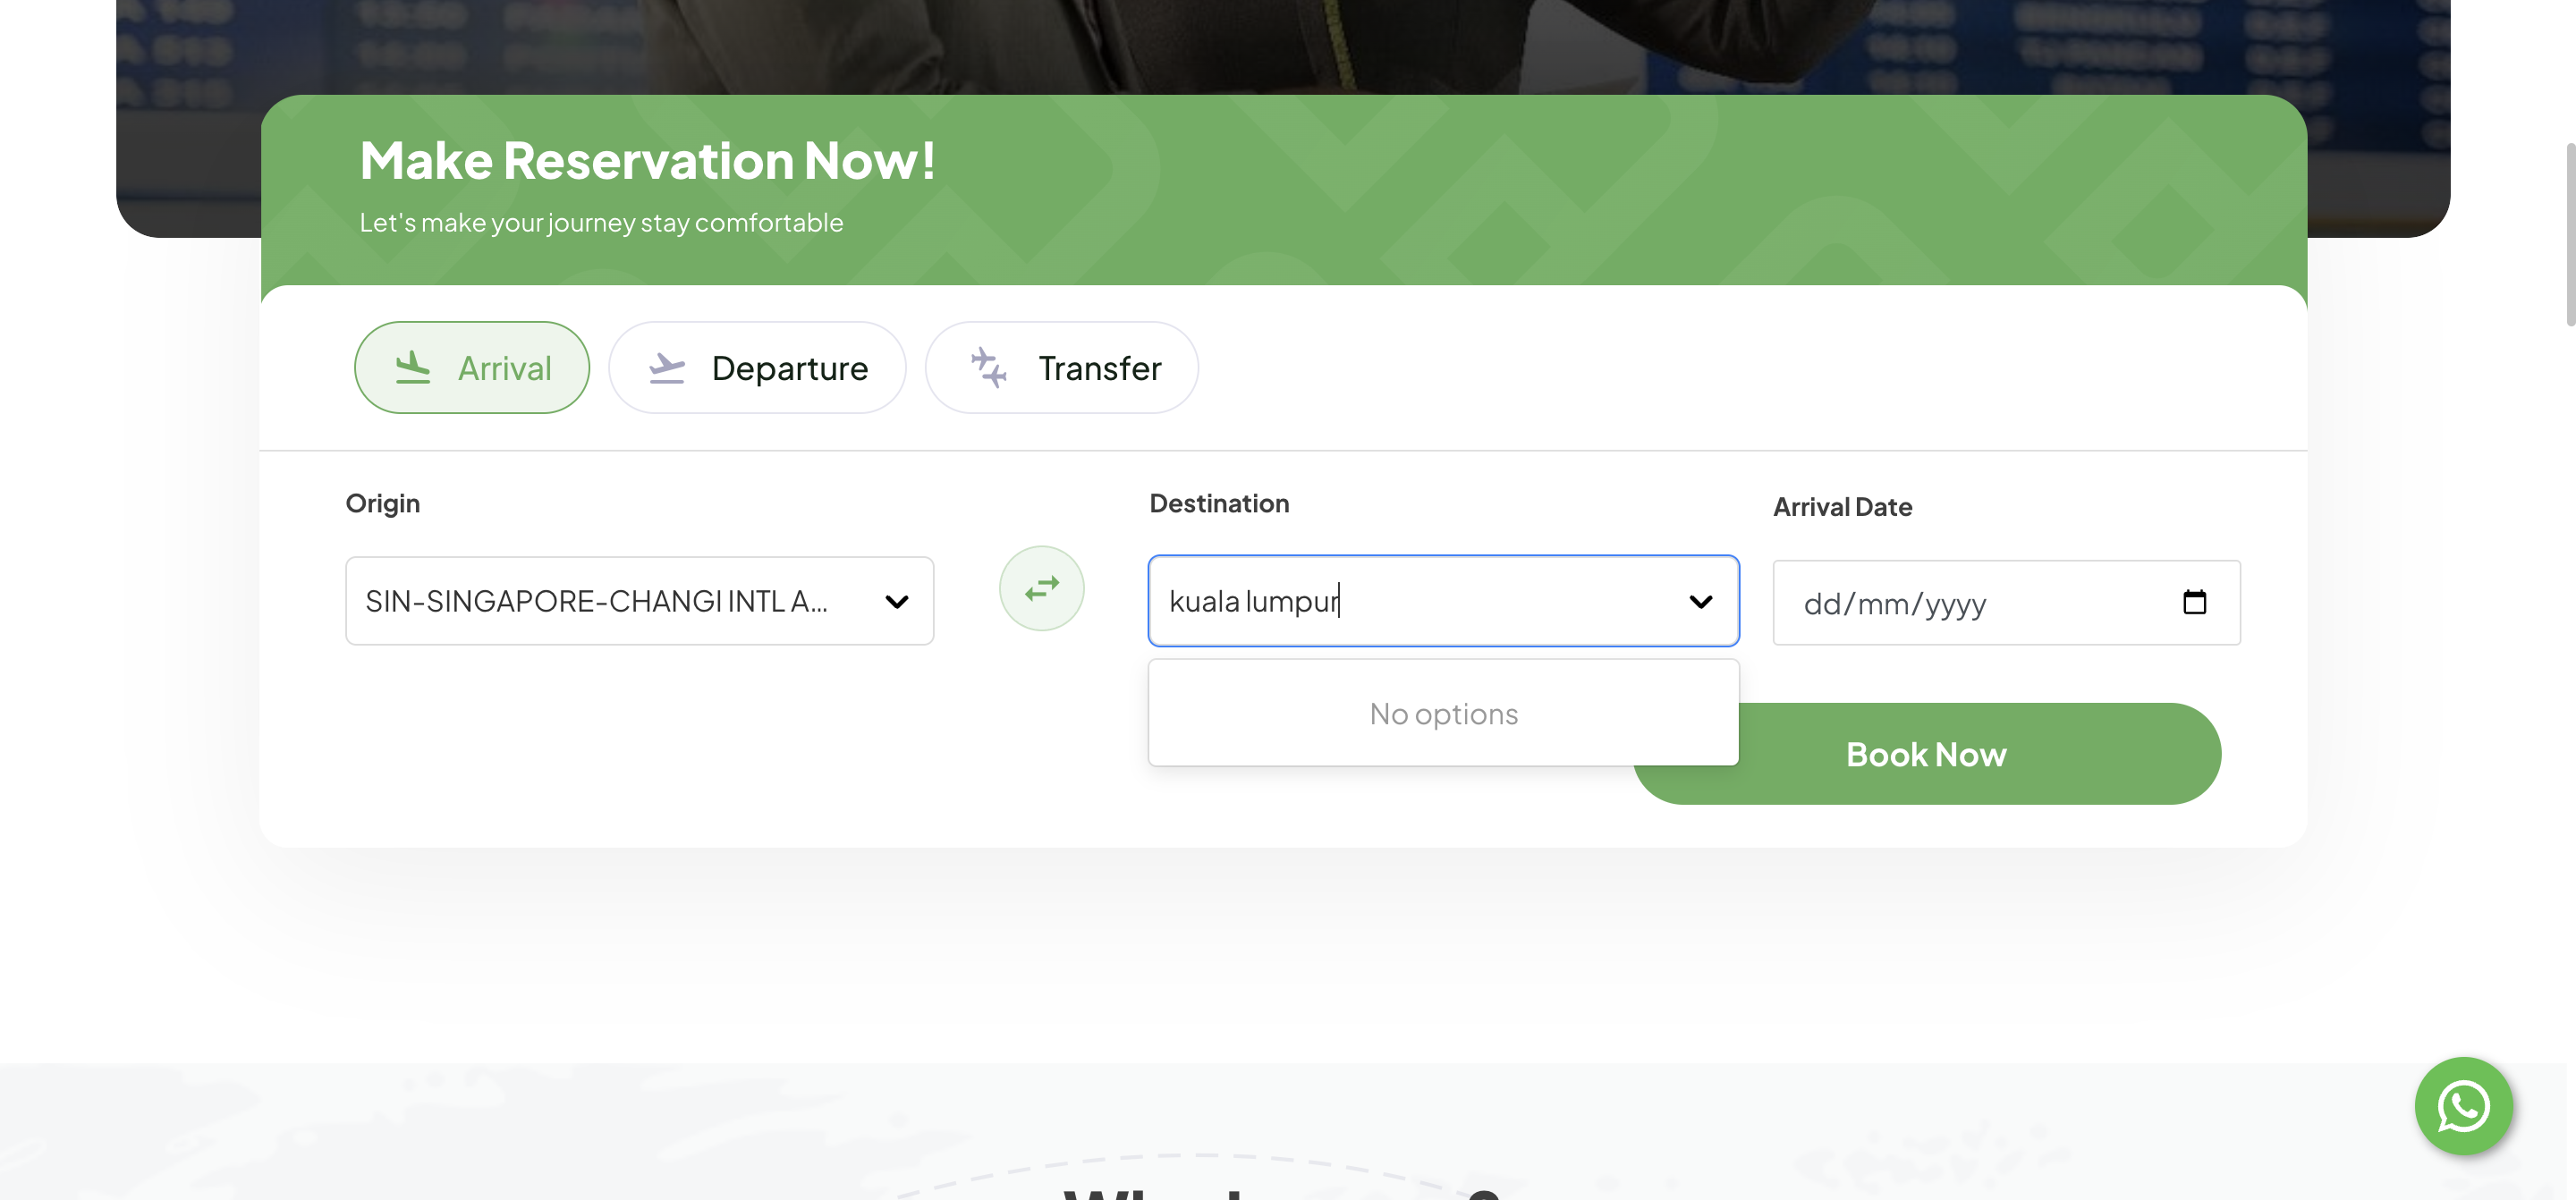 Make Reservation Now!
Let's make your journey stay comfortable
Arrival
Departure
Transfer
Origin
Destination
Arrival Date
SIN-SINGAPORE-CHANGI INTL A...
kuala lumpur
dd/mm/yyyy
No options
Book Now